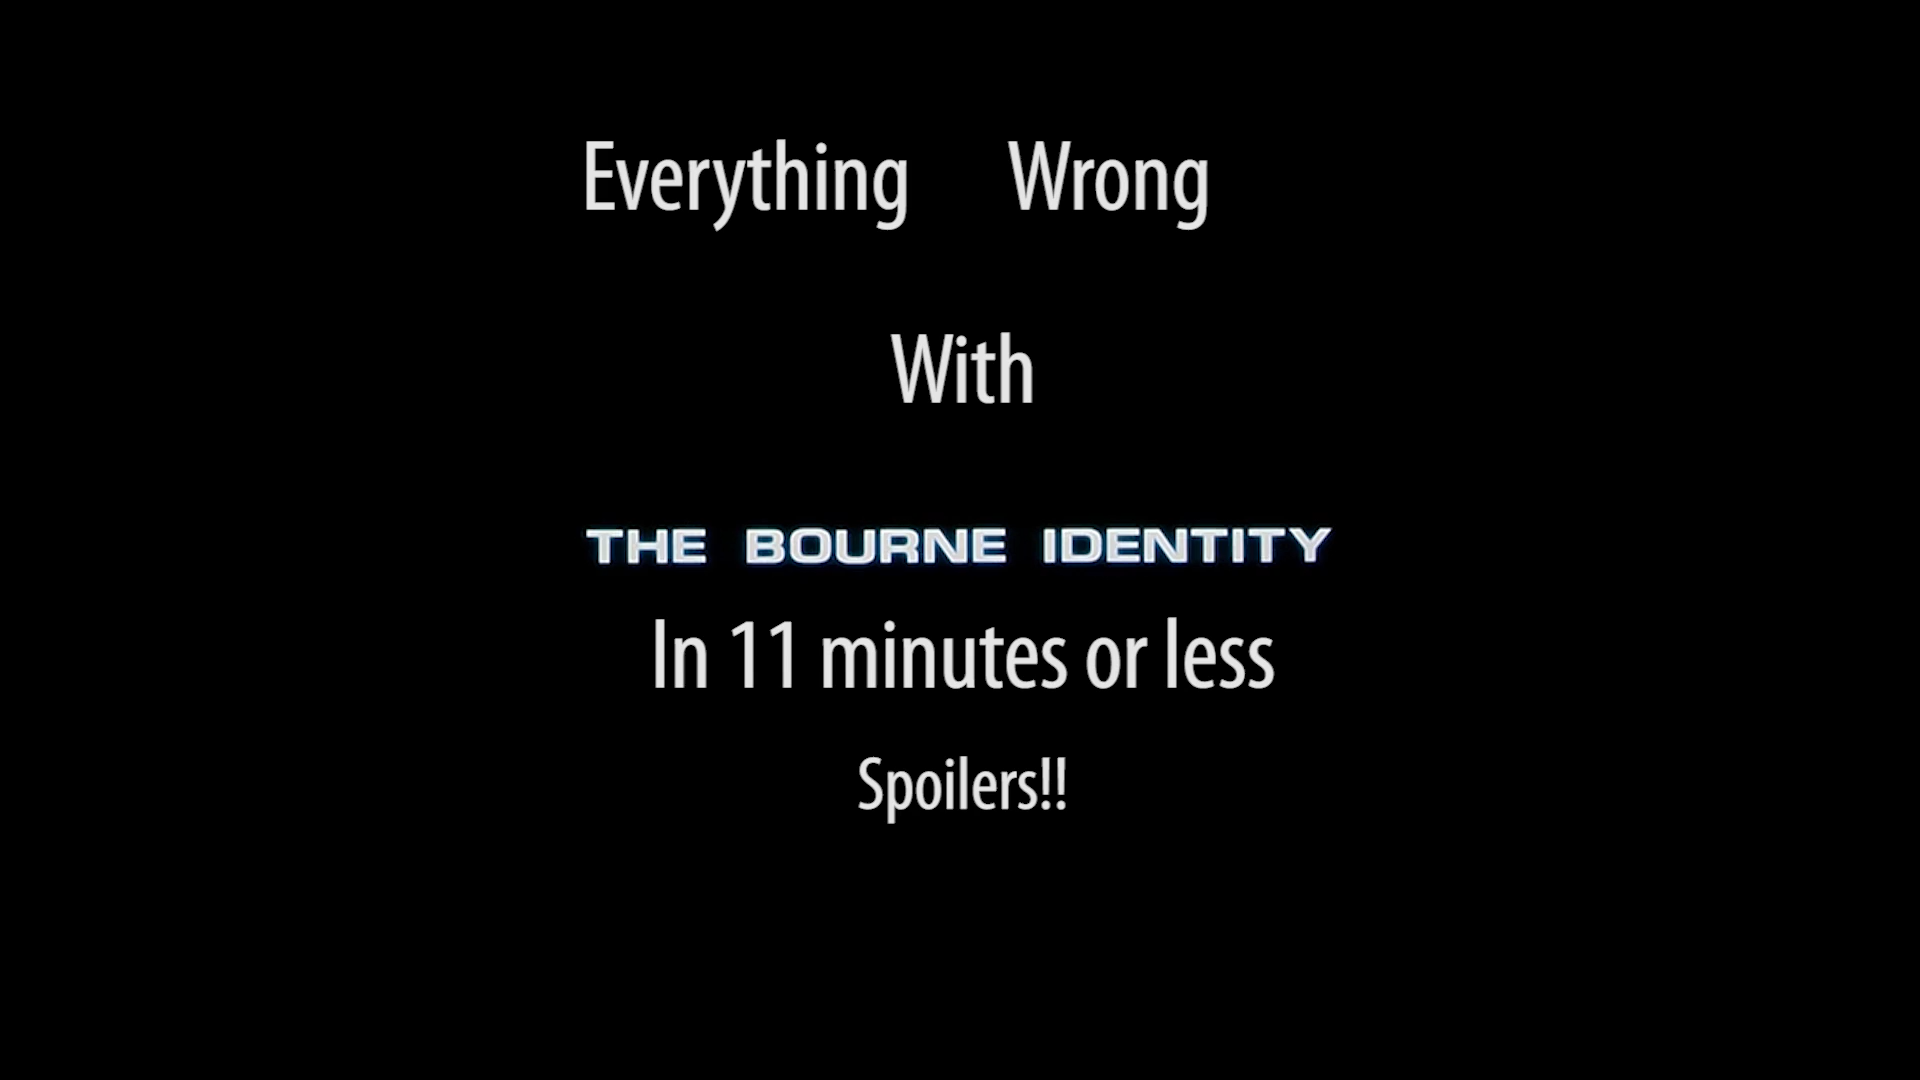 Everything Wrong
With
THE BOURNE IDENTITY
In 11 minutes or less
Spoilers!!